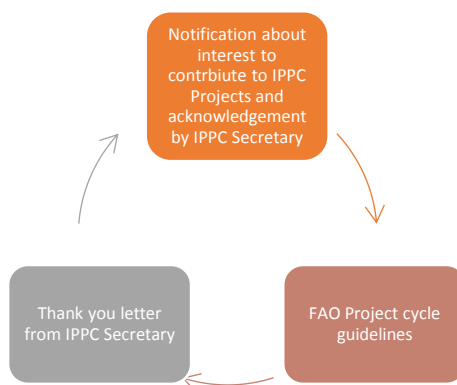 Notification about
interest to
contrbiute to IPPC
Projects and
acknowledgement
by IPPC Secretary
Thank you letter
from IPPC Secretary
FAO Project cycle
guidelines